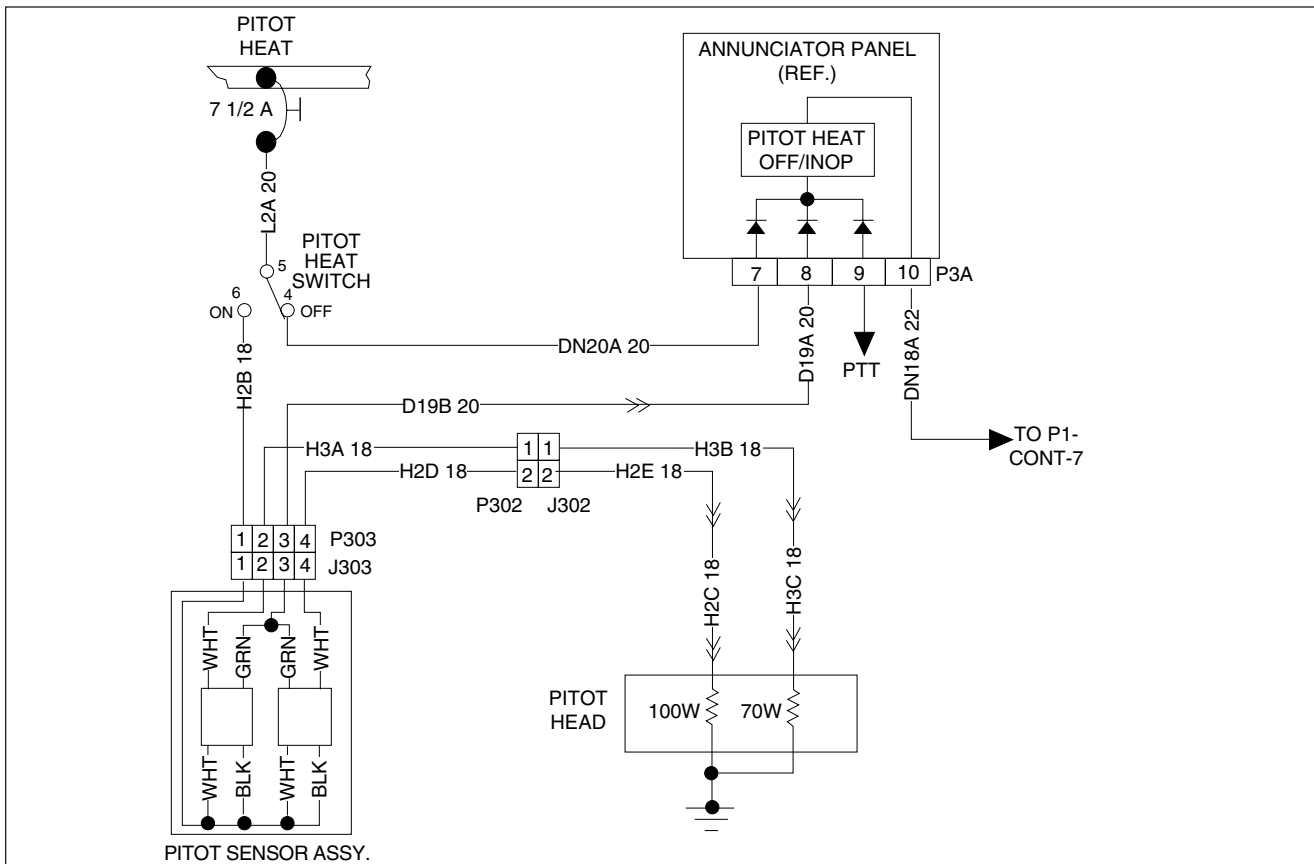 PITOT
HEAT
7 1/2 A
L2A 20
PITOT
HEAT
SWITCH
5
6
4
ON
OFF
H2B 18
ANNUNCIATOR PANEL
(REF.)
PITOT HEAT
OFF/INOP
7 8 9 10 P3A
DN20A 20
D19A 20
PTT
DN18A 22
TO P1-
CONT-7
D19B 20
H3A 18
1 1
H3B 18
H2D 18
2 2
H2E 18
P302 J302
1 2 3 4 P303
1 2 3 4 J303
H2C 18
H3C 18
WHT
GRN
GRN
WHT
WHT
BLK
WHT
BLK
PITOT
HEAD
100W
70W
PITOT SENSOR ASSY.